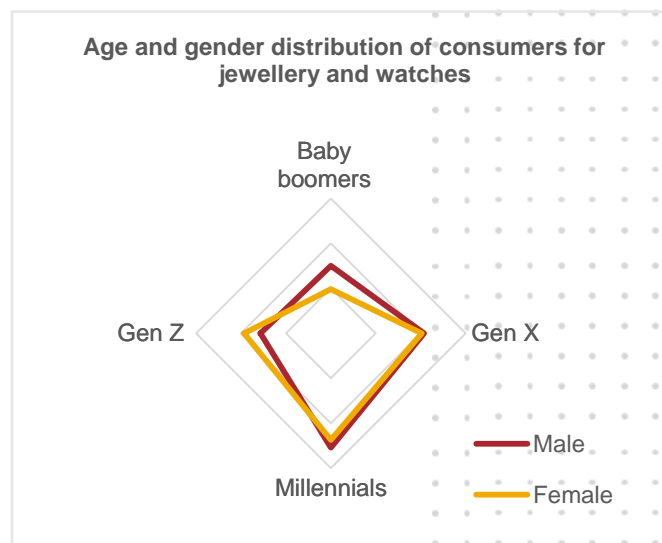 Age and gender distribution of consumers for
jewellery and watches
Baby
boomers
Gen Z
Gen X
Millennials
Male
Female